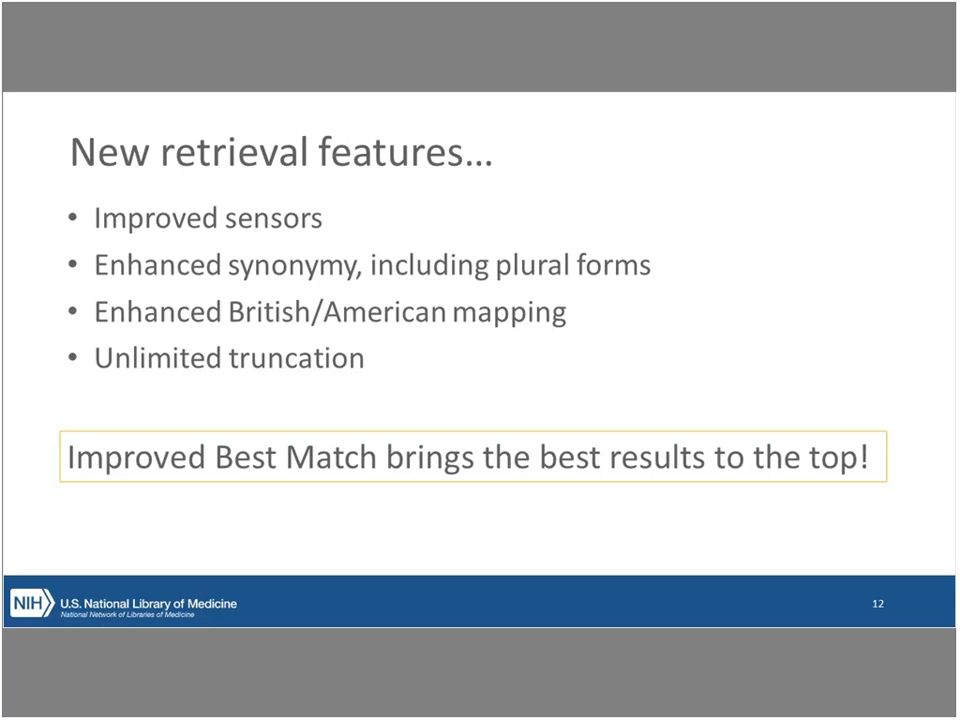 New retrieval features…
• Improved sensors
• Enhanced synonymy, including plural forms
• Enhanced British/American mapping
• Unlimited truncation
Improved Best Match brings the best results to the top!
NIH U.S. National Library of Medicine
National Network of Libraries of Medicine
12